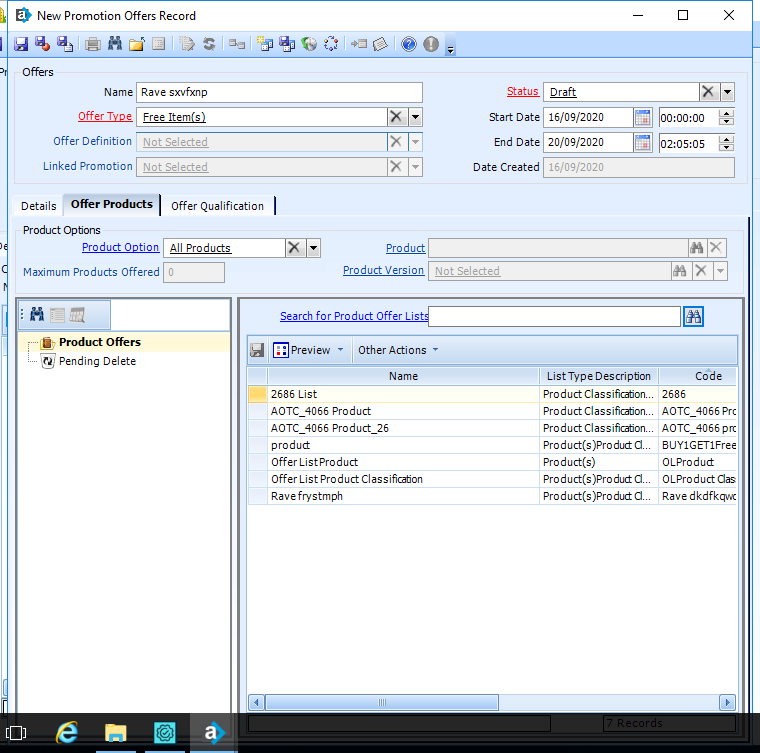 New Promotion Offers Record
Offers
Name Rave sxvfxnp
Status Draft
Offer Type Free Item(s)
Start Date 16/09/2020 00:00:00
Offer Definition Not Selected
End Date 20/09/2020 02:05:05
Linked Promotion Not Selected
Date Created 16/09/2020
Details Offer Products Offer Qualification
Product Options
Product Option All Products Product
Maximum Products Offered 0 Product Version Not Selected
Search for Product Offer Lists
Product Offers
Pending Delete
Preview Other Actions
Name List Type Description Code
2686 List Product Classification... 2686
AOTC_4066 Product Product Classification... AOTC_4066 Pro
AOTC_4066 Product_26 Product Classification... AOTC_4066 pro
product Product(s)Product Cl... BUY1GET1Free
Offer List Product Product(s) OLProduct
Offer List Product Classification Product(s)Product Cl... OLProduct Clas
Rave frystmph Product(s)Product Cl... Rave dkdfkqwc
7 Records